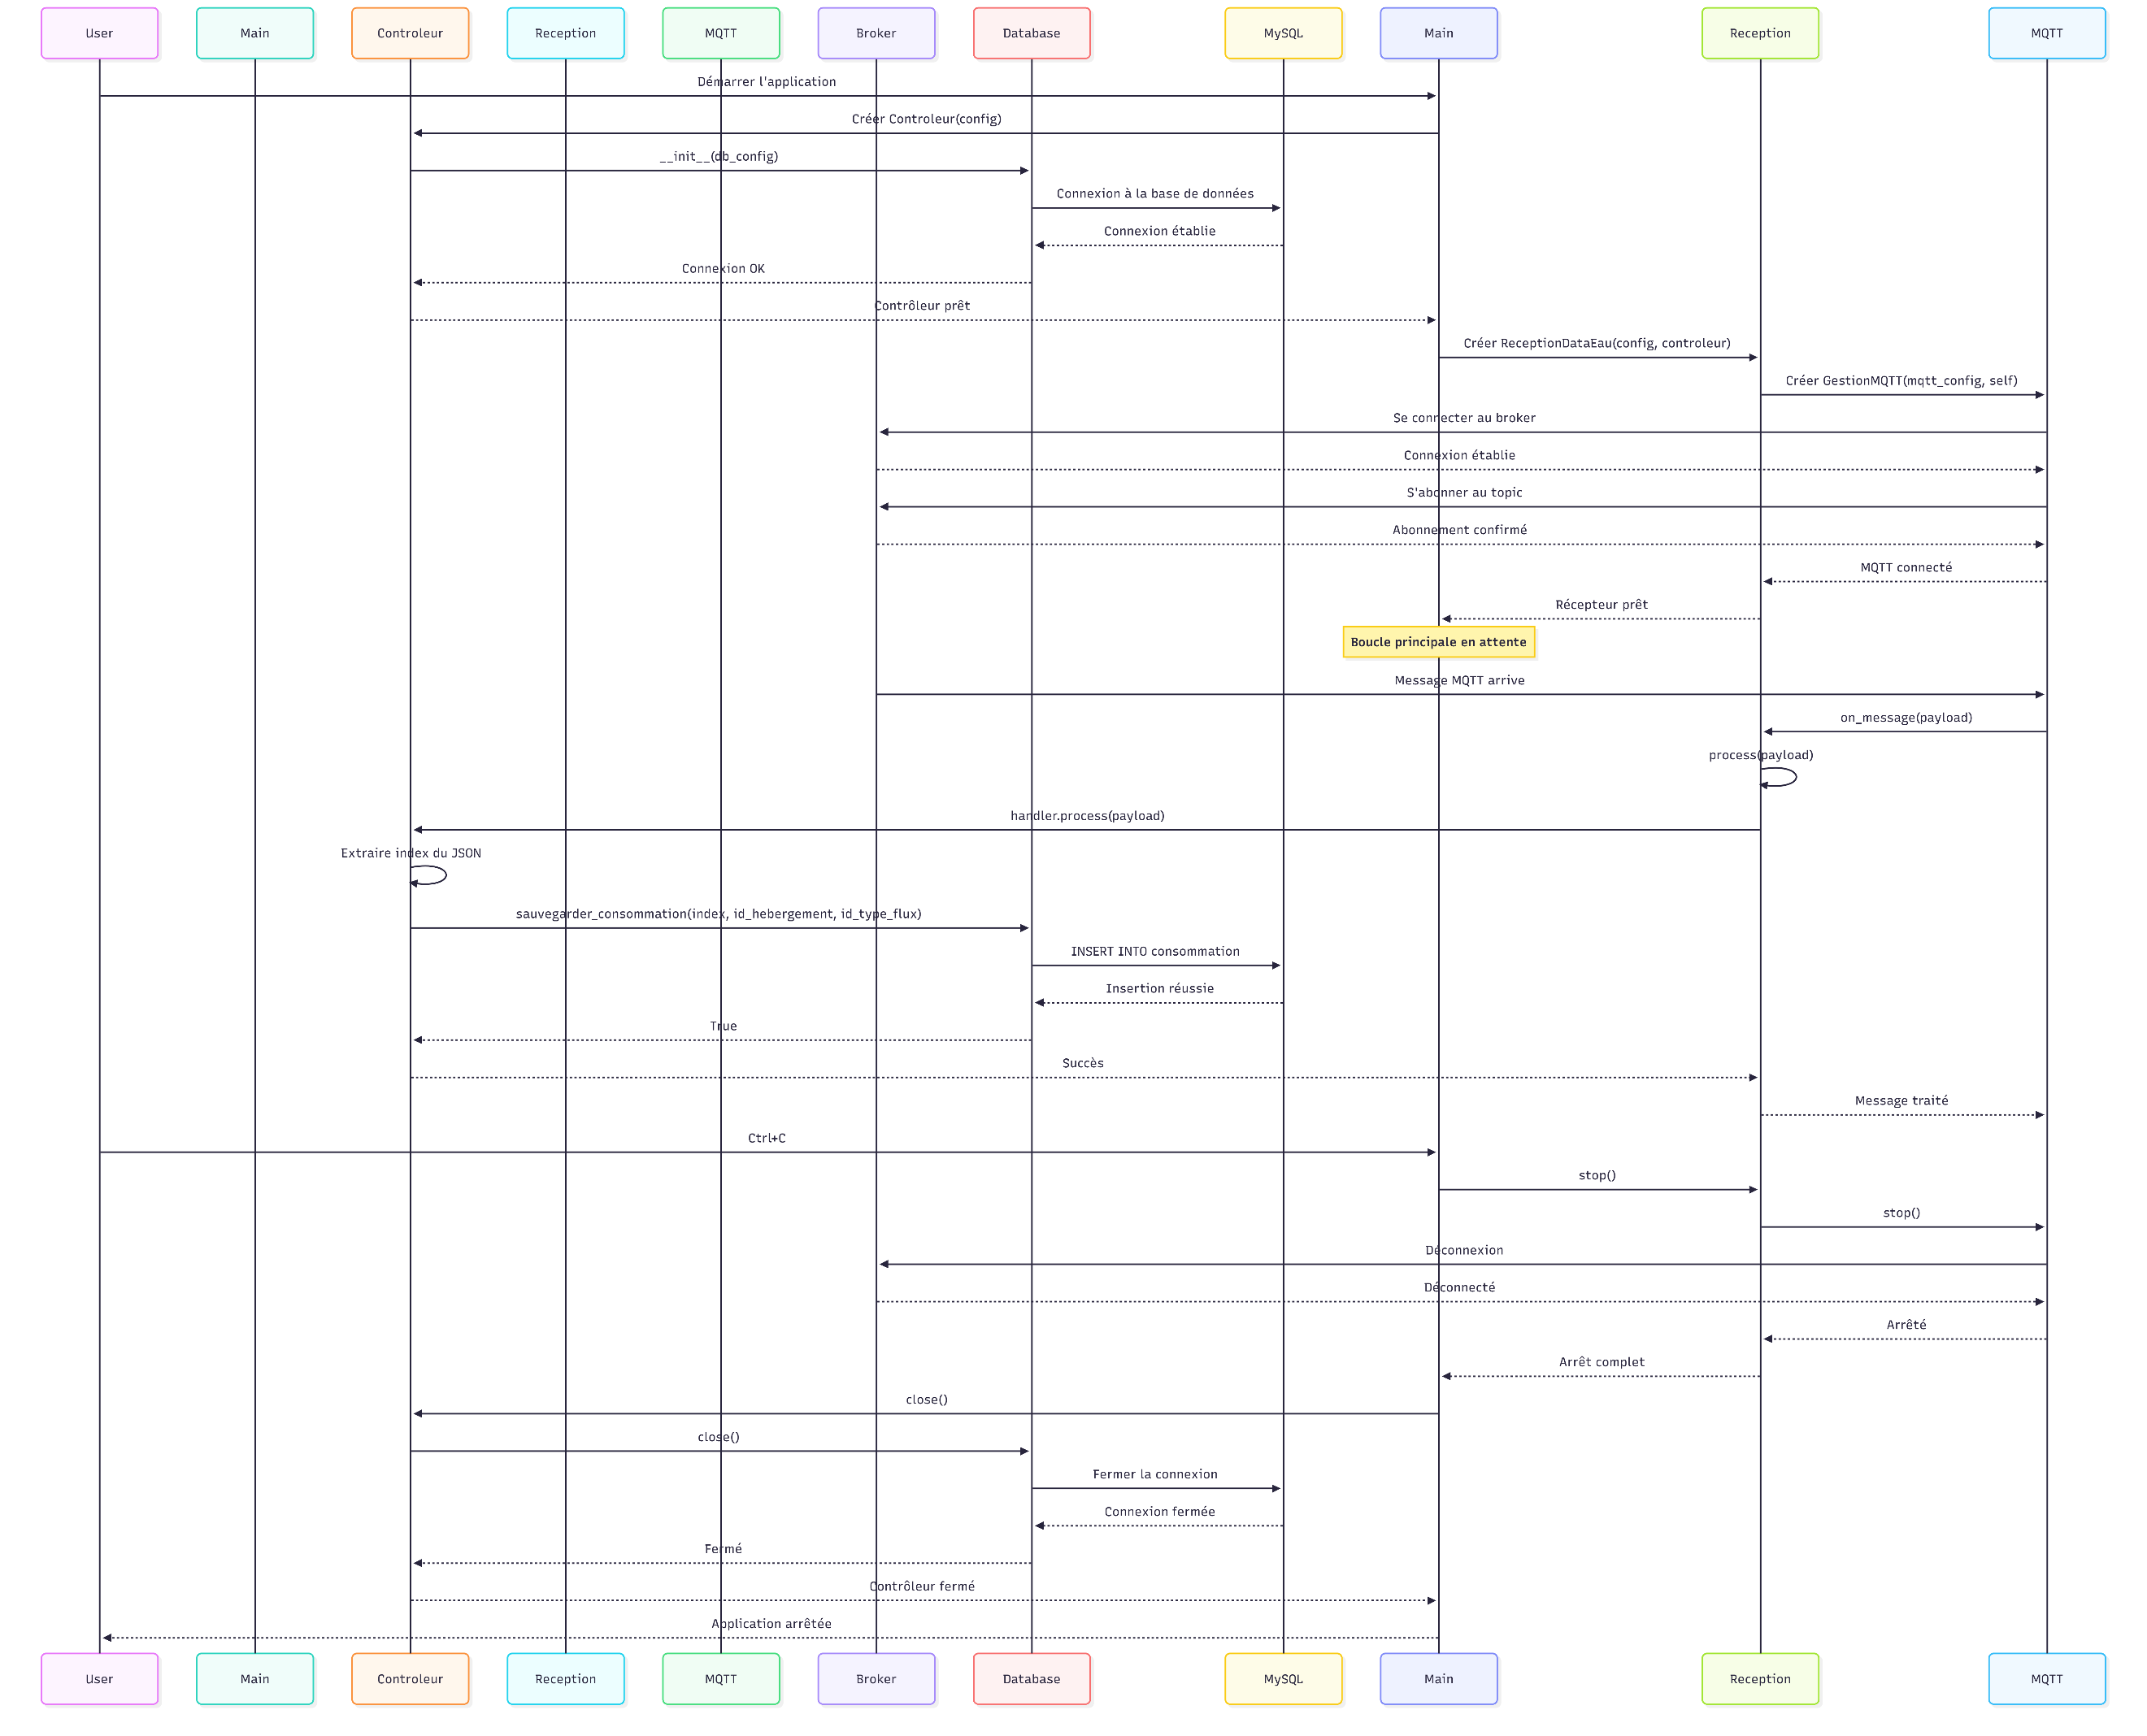 User
Main
Controleur
Reception
MQTT
Broker
Database
MySQL
Main
Reception
MQTT
Démarrer l'application
Créer Controleur(config)
__init__(db_config)
Connexion à la base de données
Connexion établie
Connexion OK
Contrôleur prêt
Créer ReceptionDataEau(config, controleur)
Créer GestionMQTT(mqtt_config, self)
Se connecter au broker
Connexion établie
S'abonner au topic
Abonnement confirmé
MQTT connecté
Récepteur prêt
Boucle principale en attente
Message MQTT arrive
on_message(payload)
process(payload)
handler.process(payload)
Extraire index du JSON
sauvegarder_consommation(index, id_hebergement, id_type_flux)
INSERT INTO consommation
Insertion réussie
True
Succès
Message traité
Ctrl+C
stop()
stop()
Déconnexion
Déconnecté
Arrêté
Arrêt complet
close()
close()
Fermer la connexion
Connexion fermée
Fermé
Contrôleur fermé
Application arrêtée
User
Main
Controleur
Reception
MQTT
Broker
Database
MySQL
Main
Reception
MQTT